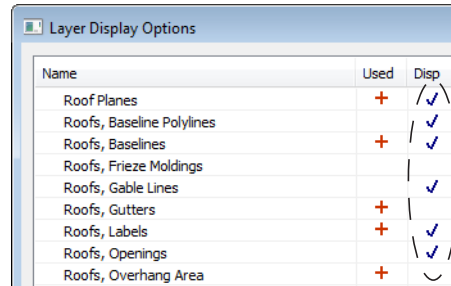 Layer Display Options
Name Used Disp
Roof Planes + ✓
Roofs, Baseline Polylines ✓
Roofs, Baselines + ✓
Roofs, Frieze Moldings
Roofs, Gable Lines ✓
Roofs, Gutters +
Roofs, Labels + ✓
Roofs, Openings ✓
Roofs, Overhang Area +